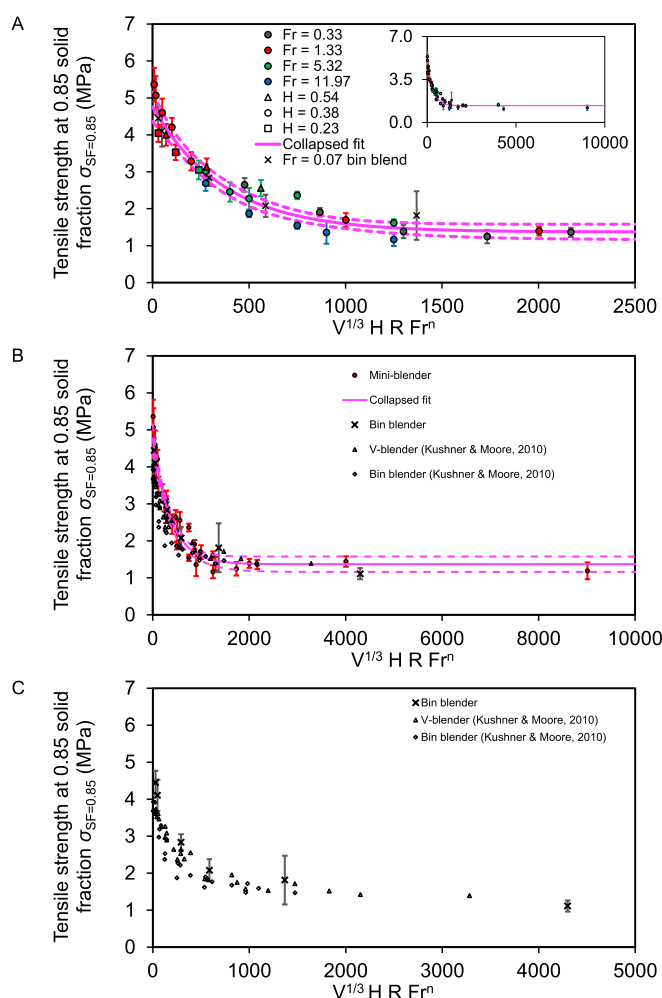 A
Tensile strength at 0.85 solid
fraction σSF=0.85 (MPa)
7
6
5
4
3
2
1
0
0
500
1000
1500
2000
2500
V1/3 H R Frn
Fr = 0.33
Fr = 1.33
Fr = 5.32
Fr = 11.97
H = 0.54
H = 0.38
H = 0.23
Collapsed fit
Fr = 0.07 bin blend
7.0
3.5
0.0
0
5000
10000
B
Tensile strength at 0.85 solid
fraction σSF=0.85 (MPa)
7
6
5
4
3
2
1
0
0
2000
4000
6000
8000
10000
V1/3 H R Frn
Mini-blender
Collapsed fit
Bin blender
V-blender (Kushner & Moore, 2010)
Bin blender (Kushner & Moore, 2010)
C
Tensile strength at 0.85 solid
fraction σSF=0.85 (MPa)
7
6
5
4
3
2
1
0
0
1000
2000
3000
4000
5000
V1/3 H R Frn
Bin blender
V-blender (Kushner & Moore, 2010)
Bin blender (Kushner & Moore, 2010)